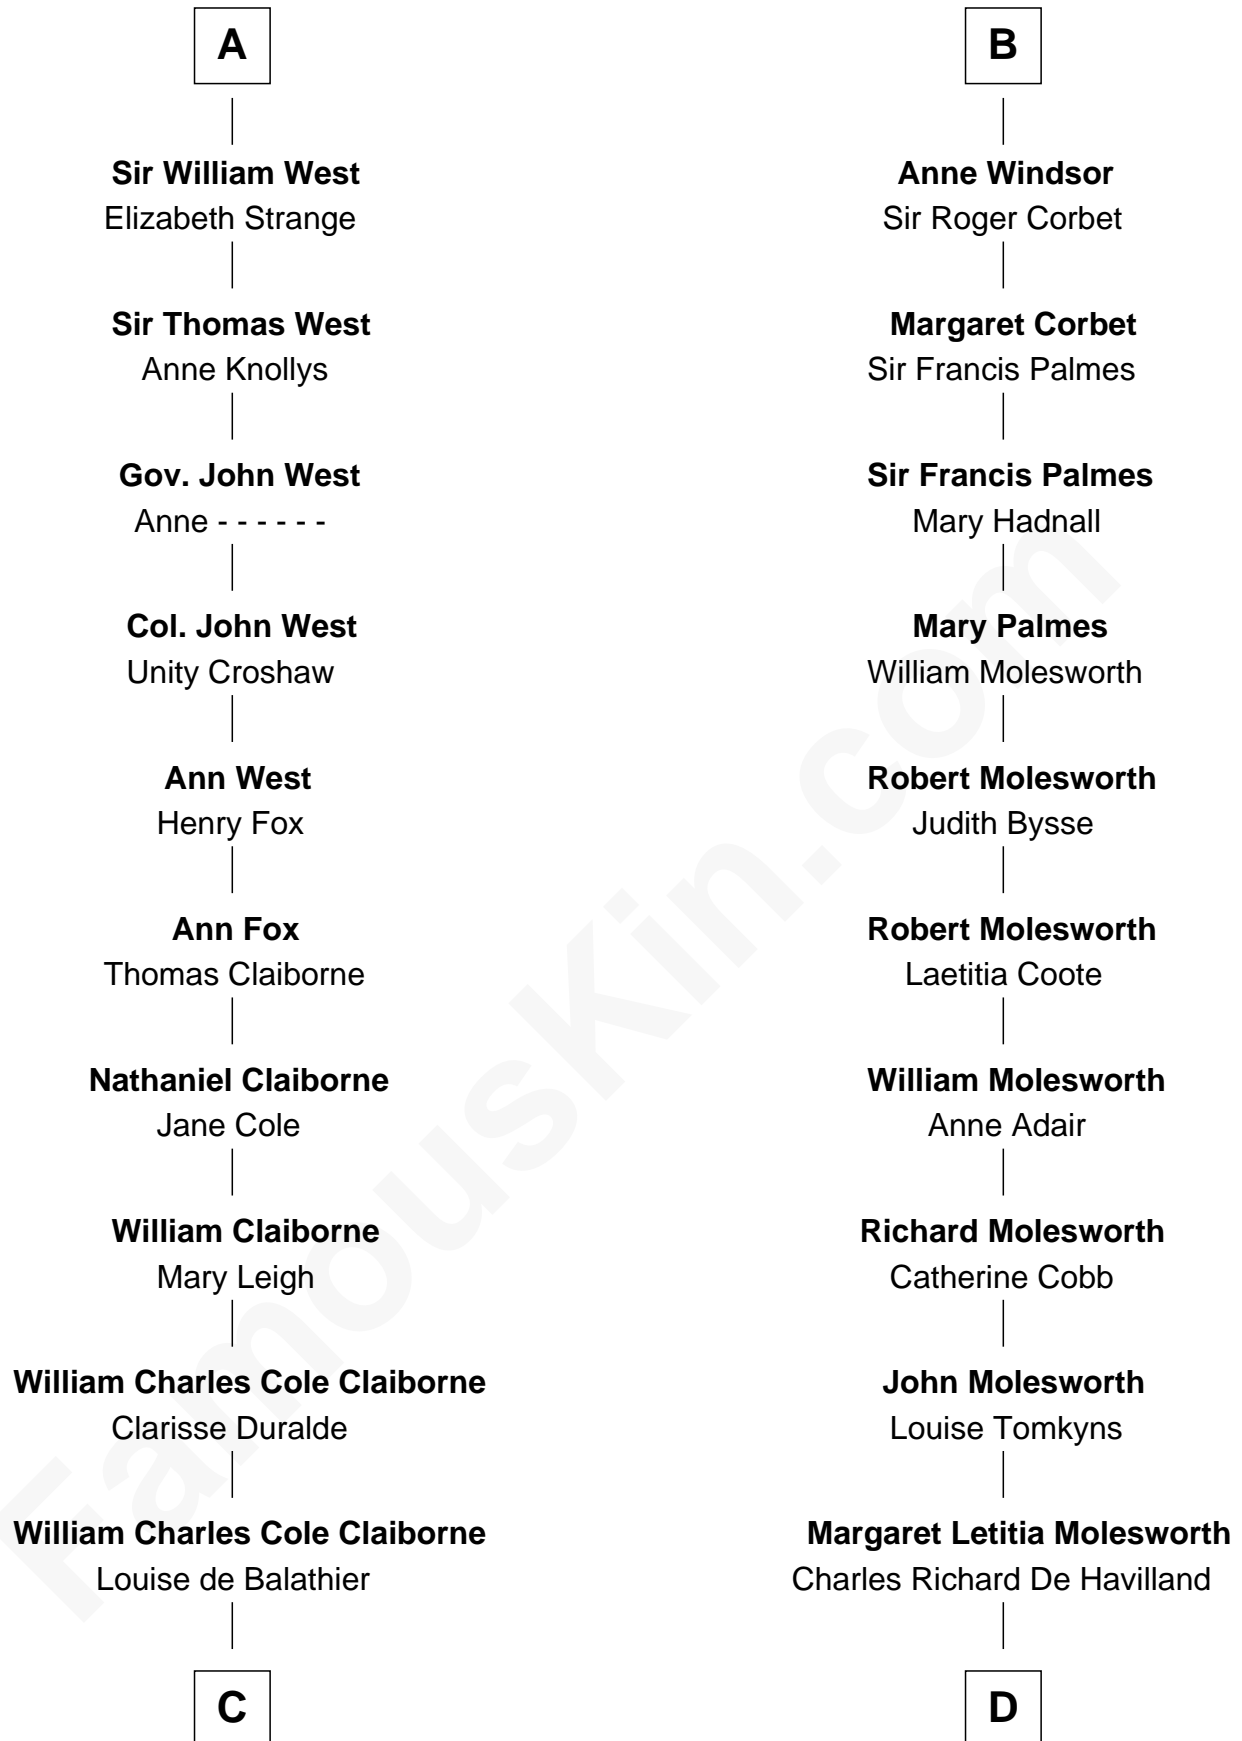 A
Sir William West
Elizabeth Strange
Sir Thomas West
Anne Knollys
Gov. John West
Anne - - - - - -
Col. John West
Unity Croshaw
Ann West
Henry Fox
Ann Fox
Thomas Claiborne
Nathaniel Claiborne
Jane Cole
William Claiborne
Mary Leigh
William Charles Cole Claiborne
Clarisse Duralde
William Charles Cole Claiborne
Louise de Balathier
C
B
Anne Windsor
Sir Roger Corbet
Margaret Corbet
Sir Francis Palmes
Sir Francis Palmes
Mary Hadnall
Mary Palmes
William Molesworth
Robert Molesworth
Judith Bysse
Robert Molesworth
Laetitia Coote
William Molesworth
Anne Adair
Richard Molesworth
Catherine Cobb
John Molesworth
Louise Tomkyns
Margaret Letitia Molesworth
Charles Richard De Havilland
D
FamousKin.com